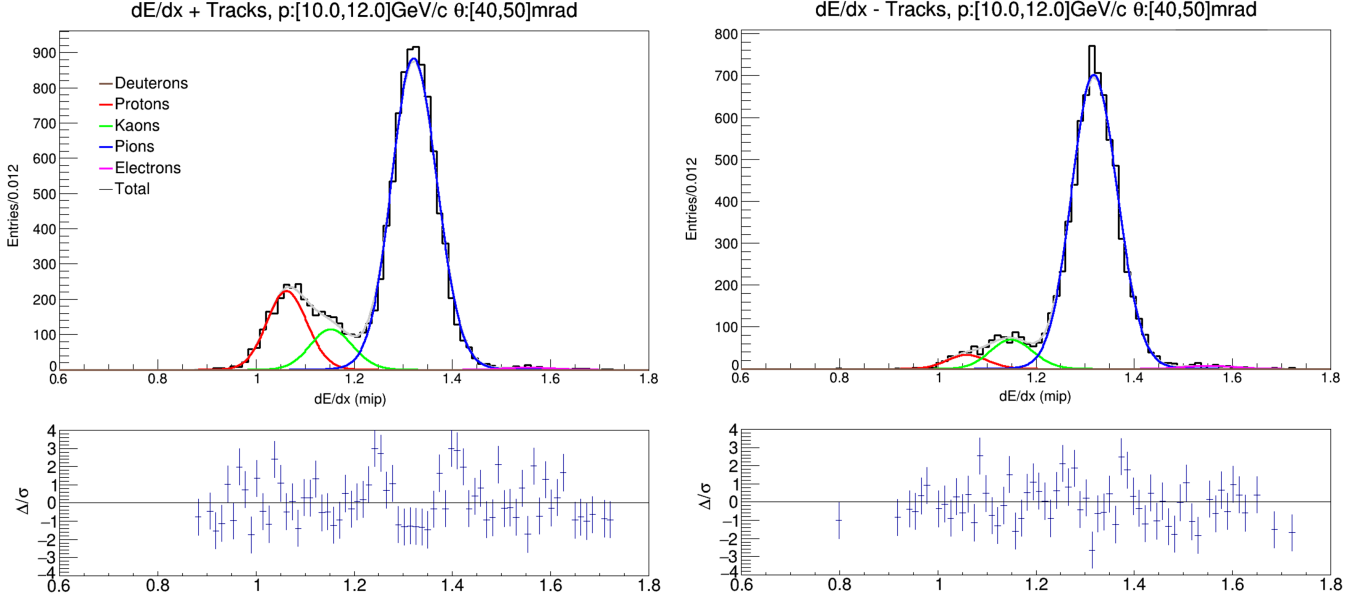 dE/dx + Tracks, p:[10.0,12.0]GeV/c θ:[40,50]mrad
Entries/0.012
900
800
700
600
500
400
300
200
100
0
Deuterons
Protons
Kaons
Pions
Electrons
Total
0.6 0.8 1 1.2 1.4 1.6 1.8
dE/dx (mip)
Δ/σ
4
3
2
1
0
−1
−2
−3
−4
0.6 0.8 1 1.2 1.4 1.6 1.8
dE/dx - Tracks, p:[10.0,12.0]GeV/c θ:[40,50]mrad
Entries/0.012
800
700
600
500
400
300
200
100
0
0.6 0.8 1 1.2 1.4 1.6 1.8
dE/dx (mip)
Δ/σ
4
3
2
1
0
−1
−2
−3
−4
0.6 0.8 1 1.2 1.4 1.6 1.8